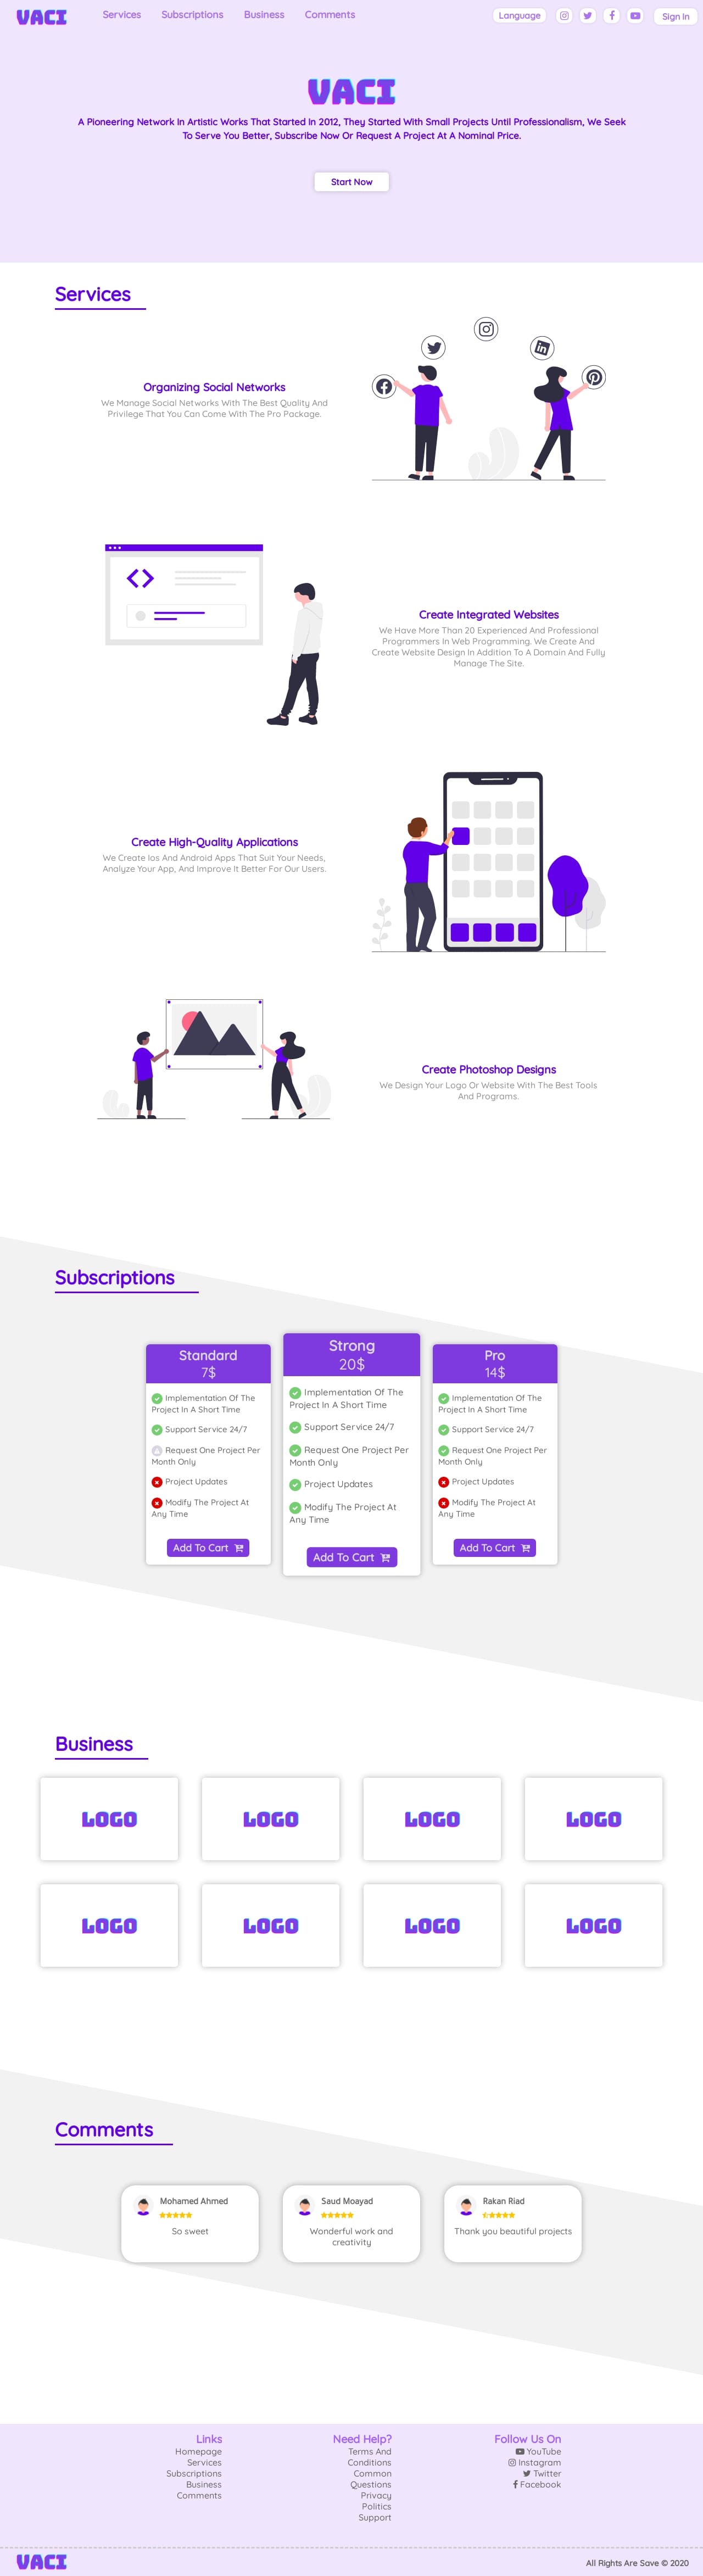 VACI
Services Subscriptions Business Comments
Language
Sign In
VACI
A Pioneering Network In Artistic Works That Started In 2012, They Started With Small Projects Until Professionalism, We Seek
To Serve You Better, Subscribe Now Or Request A Project At A Nominal Price.
Start Now
Services
Organizing Social Networks
We Manage Social Networks With The Best Quality And
Privilege That You Can Come With The Pro Package.
Create Integrated Websites
We Have More Than 20 Experienced And Professional
Programmers In Web Programming. We Create And
Create Website Design In Addition To A Domain And Fully
Manage The Site.
Create High-Quality Applications
We Create Ios And Android Apps That Suit Your Needs,
Analyze Your App, And Improve It Better For Our Users.
Create Photoshop Designs
We Design Your Logo Or Website With The Best Tools
And Programs.
Subscriptions
Standard
7$
Implementation Of The
Project In A Short Time
Support Service 24/7
Request One Project Per
Month Only
Project Updates
Modify The Project At
Any Time
Add To Cart
Strong
20$
Implementation Of The
Project In A Short Time
Support Service 24/7
Request One Project Per
Month Only
Project Updates
Modify The Project At
Any Time
Add To Cart
Pro
14$
Implementation Of The
Project In A Short Time
Support Service 24/7
Request One Project Per
Month Only
Project Updates
Modify The Project At
Any Time
Add To Cart
Business
LOGO LOGO LOGO LOGO
LOGO LOGO LOGO LOGO
Comments
Mohamed Ahmed
So sweet
Saud Moayad
Wonderful work and
creativity
Rakan Riad
Thank you beautiful projects
Links
Homepage
Services
Subscriptions
Business
Comments
Need Help?
Terms And
Conditions
Common
Questions
Privacy
Politics
Support
Follow Us On
YouTube
Instagram
Twitter
Facebook
VACI
All Rights Are Save © 2020